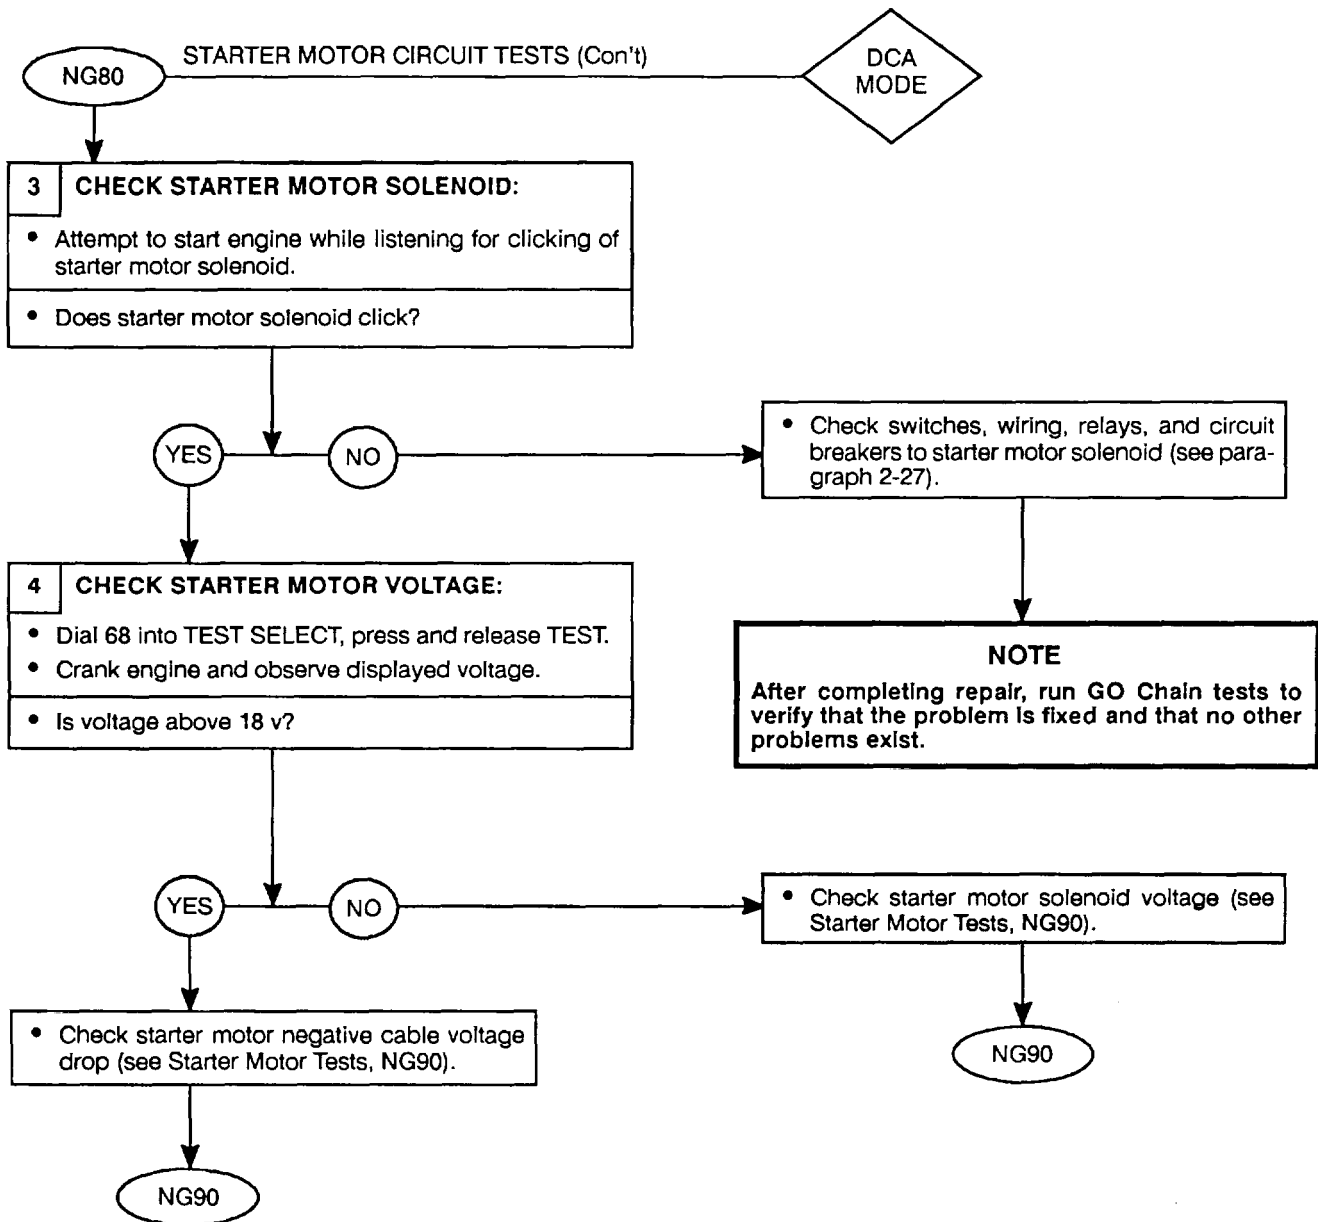 STARTER MOTOR CIRCUIT TESTS (Con't)
NG80
DCA
MODE
3 CHECK STARTER MOTOR SOLENOID:
• Attempt to start engine while listening for clicking of
starter motor solenoid.
• Does starter motor solenoid click?
YES
NO
• Check switches, wiring, relays, and circuit
breakers to starter motor solenoid (see para-
graph 2-27).
NOTE
After completing repair, run GO Chain tests to
verify that the problem is fixed and that no other
problems exist.
4 CHECK STARTER MOTOR VOLTAGE:
• Dial 68 into TEST SELECT, press and release TEST.
• Crank engine and observe displayed voltage.
• Is voltage above 18 v?
YES
NO
• Check starter motor solenoid voltage (see
Starter Motor Tests, NG90).
NG90
• Check starter motor negative cable voltage
drop (see Starter Motor Tests, NG90).
NG90